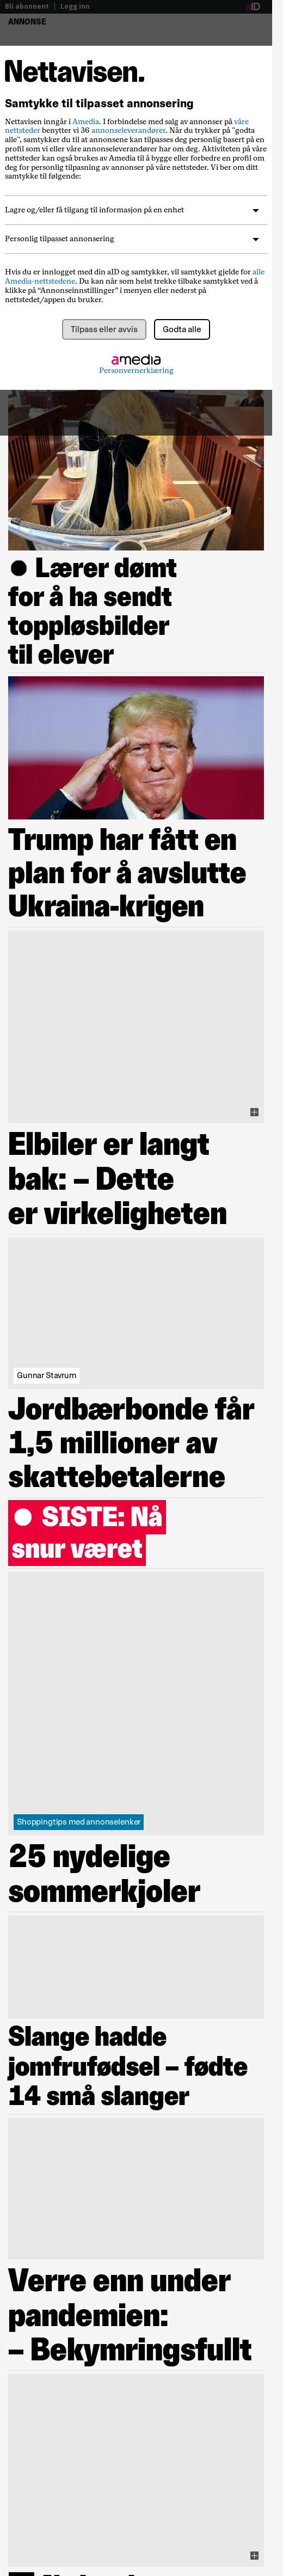 Bli abonnent | Logg inn aID
ANNONSE
Nettavisen.
Samtykke til tilpasset annonsering
Nettavisen inngår i Amedia. I forbindelse med salg av annonser på våre
nettsteder benytter vi 36 annonseleverandører. Når du trykker på "godta
alle", samtykker du til at annonsene kan tilpasses deg personlig basert på en
profil som vi eller våre annonseleverandører har om deg. Aktiviteten på våre
nettsteder kan også brukes av Amedia til å bygge eller forbedre en profil om
deg for personlig tilpasning av annonser på våre nettsteder. Vi ber om ditt
samtykke til følgende:
Lagre og/eller få tilgang til informasjon på en enhet
Personlig tilpasset annonsering
Hvis du er innlogget med din aID og samtykker, vil samtykket gjelde for alle
Amedia-nettstedene. Du kan når som helst trekke tilbake samtykket ved å
klikke på “Annonseinnstillinger” i menyen eller nederst på
nettstedet/appen du bruker.
Tilpass eller avvis Godta alle
amedia
Personvernerklæring
● Lærer dømt
for å ha sendt
toppløsbilder
til elever
Trump har fått en
plan for å avslutte
Ukraina-krigen
Elbiler er langt
bak: – Dette
er virkeligheten
Gunnar Stavrum
Jordbærbonde får
1,5 millioner av
skattebetalerne
● SISTE: Nå
snur været
Shoppingtips med annonselenker
25 nydelige
sommerkjoler
Slange hadde
jomfrufødsel – fødte
14 små slanger
Verre enn under
pandemien:
– Bekymringsfullt